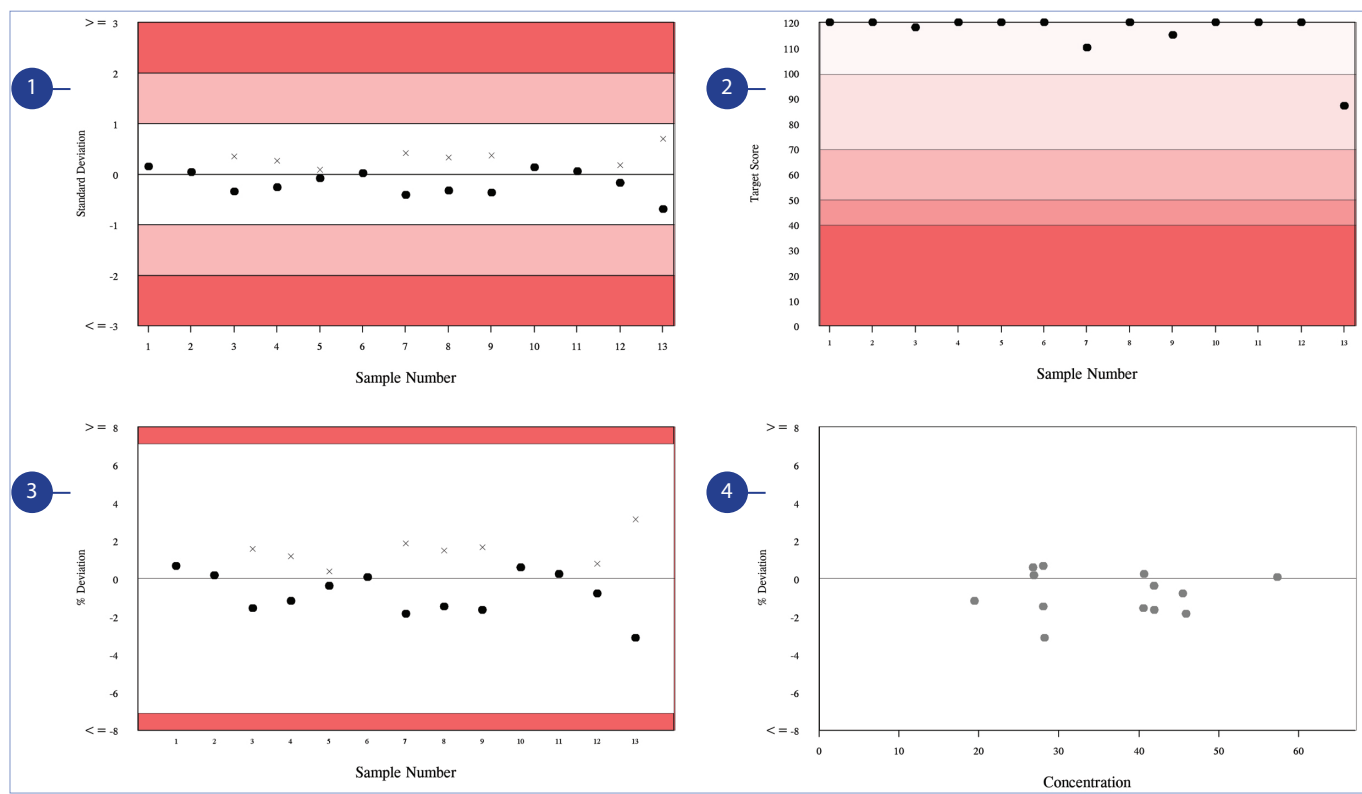 1
Standard Deviation
> = 3
2
1
0
-1
-2
< = -3
1 2 3 4 5 6 7 8 9 10 11 12 13
Sample Number
2
Target Score
120
110
100
90
80
70
60
50
40
30
20
10
0
1 2 3 4 5 6 7 8 9 10 11 12 13
Sample Number
3
% Deviation
> = 8
6
4
2
0
-2
-4
-6
< = -8
1 2 3 4 5 6 7 8 9 10 11 12 13
Sample Number
4
% Deviation
> = 8
6
4
2
0
-2
-4
-6
< = -8
0 10 20 30 40 50 60
Concentration